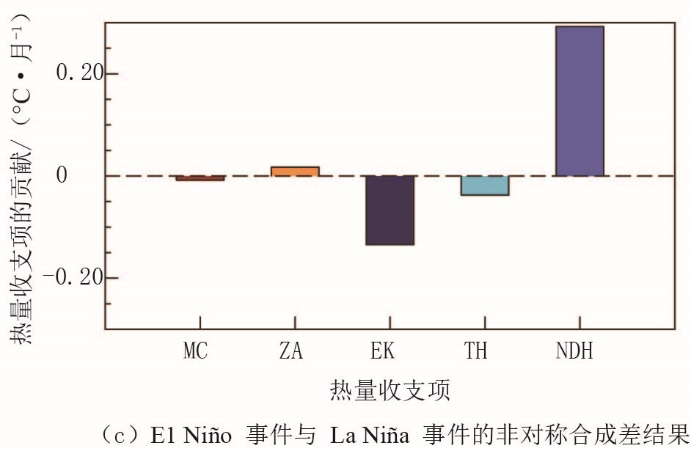 热量收支项的贡献/（℃·月⁻¹）
0.20
0
-0.20
MC ZA EK TH NDH
热量收支项
（c）El Niño 事件与 La Niña 事件的非对称合成差结果